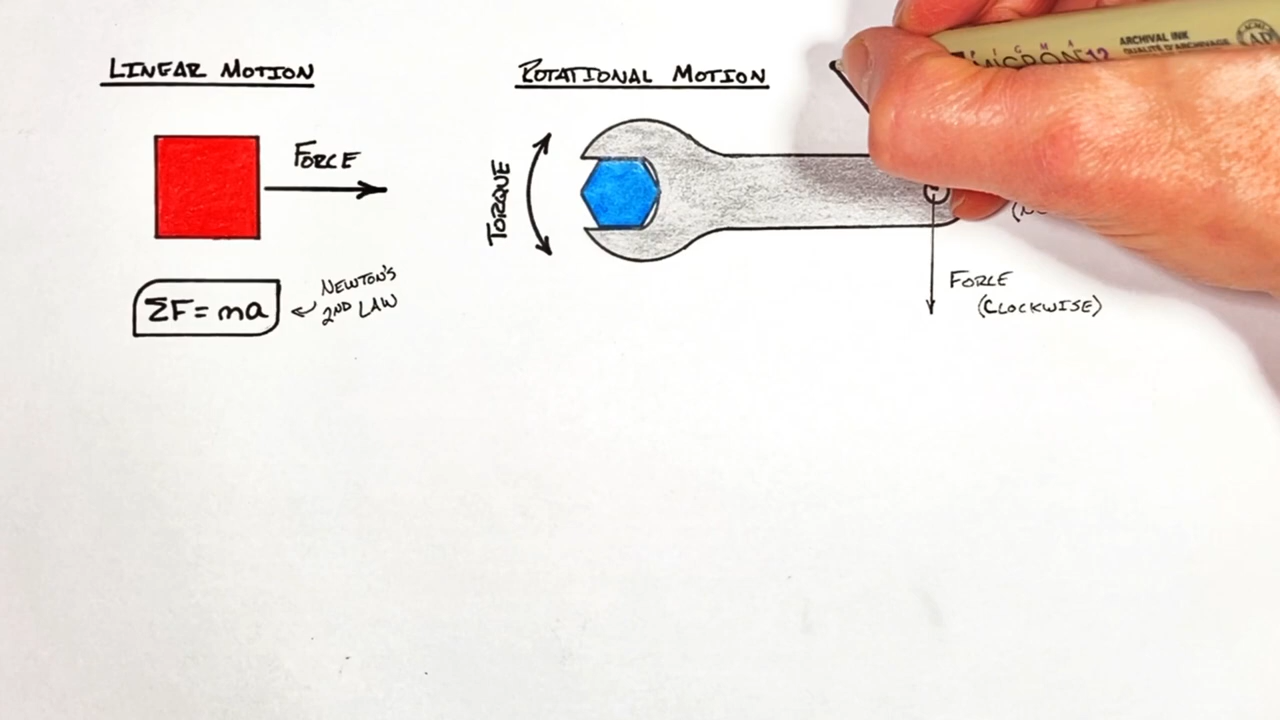 LINEAR MOTION
FORCE
ΣF = ma
NEWTON'S
2ND LAW
ROTATIONAL MOTION
TORQUE
FORCE
(CLOCKWISE)
PIGMA
MICRON 12
ARCHIVAL INK
QUALITÉ D'ARCHIVAGE